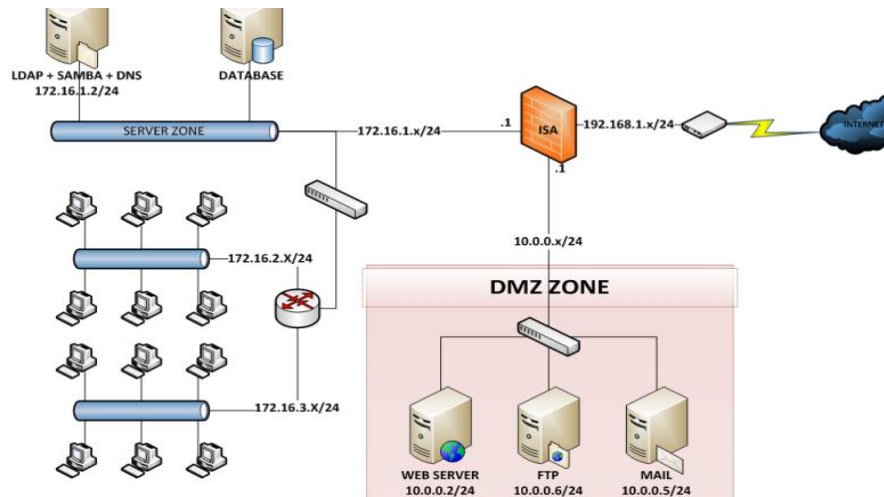 LDAP + SAMBA + DNS
172.16.1.2/24
DATABASE
SERVER ZONE
172.16.1.x/24
.1
ISA
192.168.1.x/24
INTERNET
.1
10.0.0.x/24
172.16.2.X/24
DMZ ZONE
172.16.3.X/24
WEB SERVER
10.0.0.2/24
FTP
10.0.0.6/24
MAIL
10.0.0.5/24